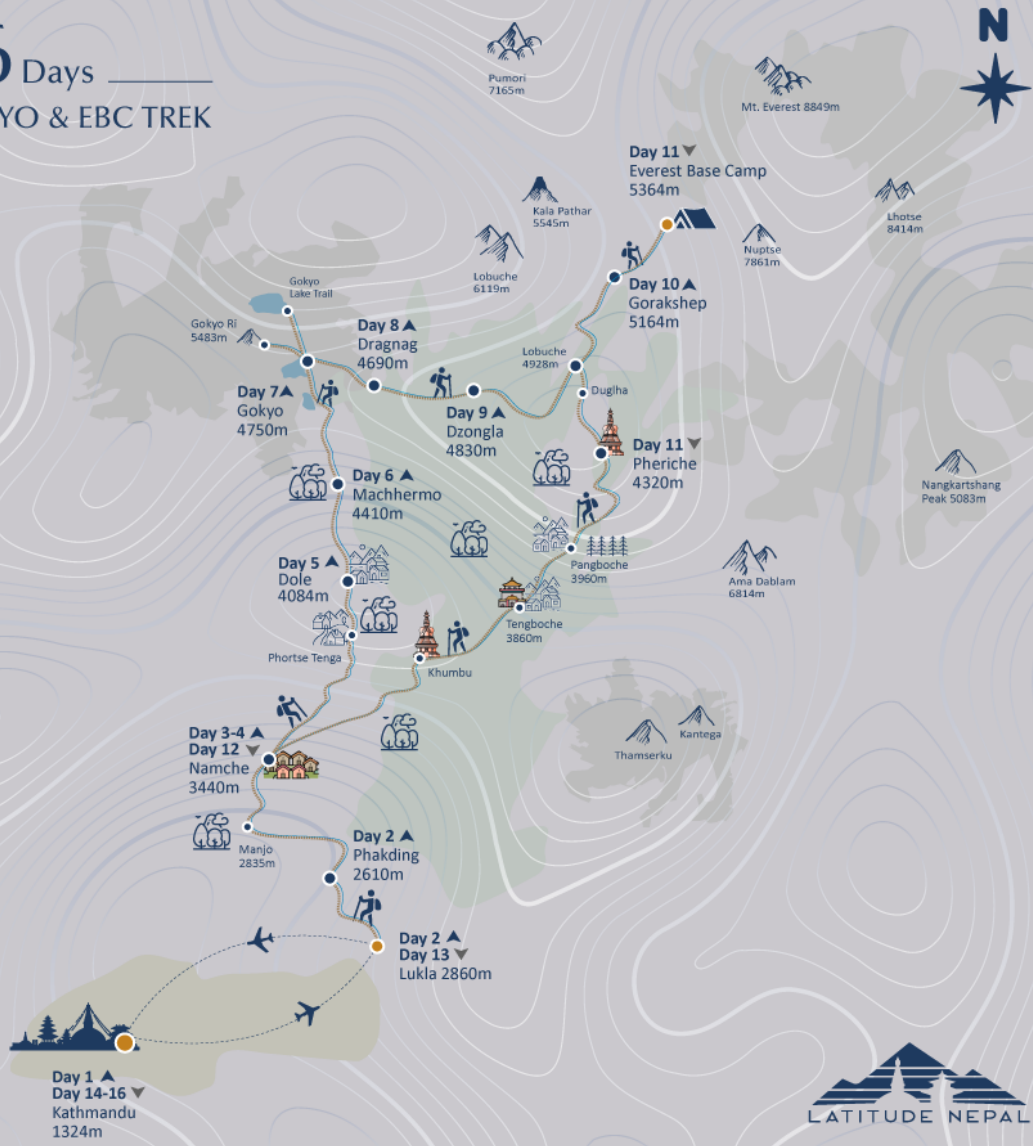 Days
YO & EBC TREK
N
Pumori
7165m
Mt. Everest 8849m
Day 11
Everest Base Camp
5364m
Kala Pathar
5545m
Lhotse
8414m
Nuptse
7861m
Lobuche
6119m
Gokyo
Lake Trail
Day 10
Gorakshep
5164m
Gokyo Ri
5483m
Day 8
Dragnag
4690m
Lobuche
4928m
Duglha
Day 7
Gokyo
4750m
Day 9
Dzongla
4830m
Day 11
Pheriche
4320m
Day 6
Machhermo
4410m
Nangkartshang
Peak 5083m
Day 5
Dole
4084m
Pangboche
3960m
Ama Dablam
6814m
Tengboche
3860m
Phortse Tenga
Khumbu
Kantega
Thamserku
Day 3-4
Day 12
Namche
3440m
Manjo
2835m
Day 2
Phakding
2610m
Day 2
Day 13
Lukla 2860m
Day 1
Day 14-16
Kathmandu
1324m
LATITUDE NEPAL